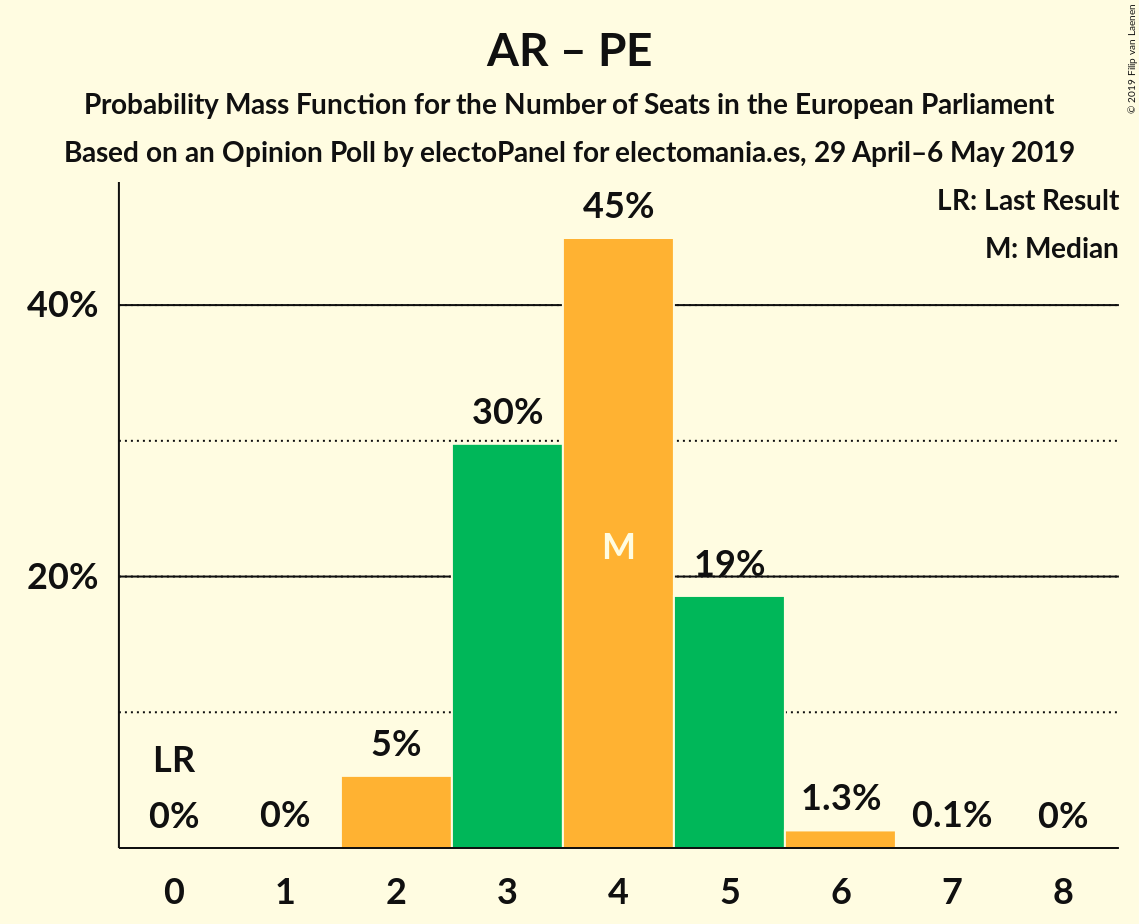 AR – PE
Probability Mass Function for the Number of Seats in the European Parliament
Based on an Opinion Poll by electoPanel for electomania.es, 29 April–6 May 2019
© 2019 Filip van Laenen
LR: Last Result
M: Median
45%
40%
30%
M
19%
20%
5%
LR
0%
0%
1.3%
0.1%
0%
0 1 2 3 4 5 6 7 8